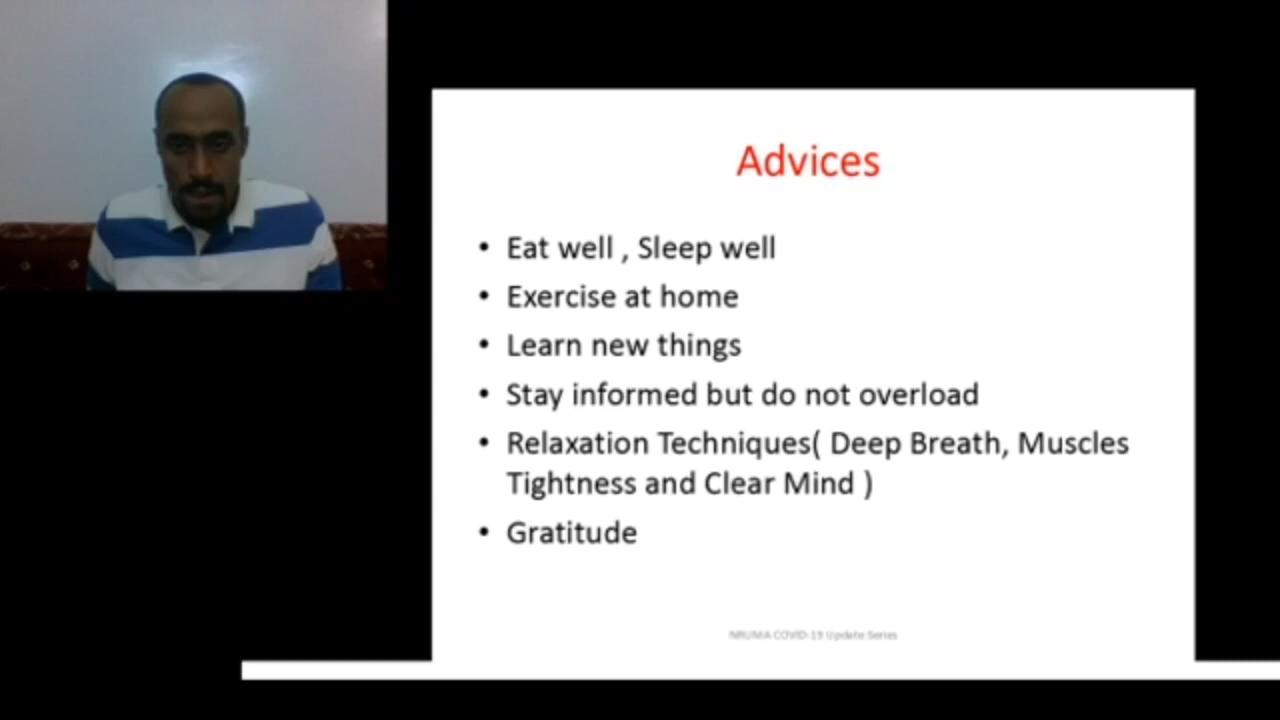 Advices
• Eat well , Sleep well
• Exercise at home
• Learn new things
• Stay informed but do not overload
• Relaxation Techniques( Deep Breath, Muscles
Tightness and Clear Mind )
• Gratitude
NRUMA COVID-19 Update Series